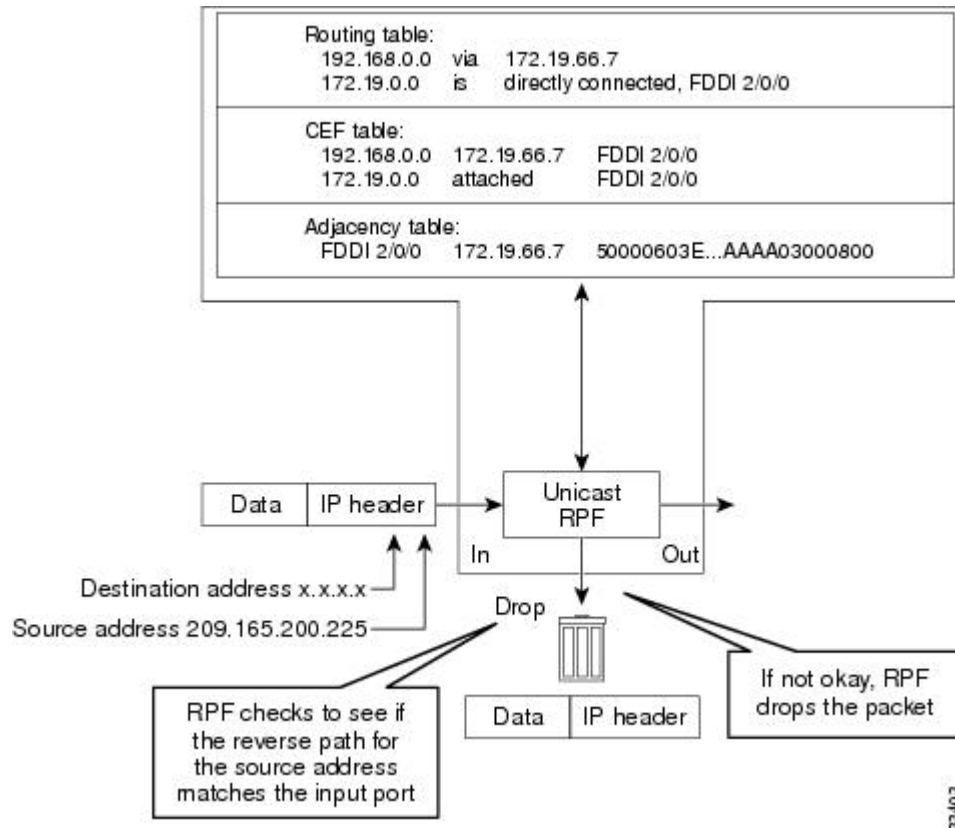 Routing table:
192.168.0.0 via 172.19.66.7
172.19.0.0 is directly connected, FDDI 2/0/0
CEF table:
192.168.0.0 172.19.66.7 FDDI 2/0/0
172.19.0.0 attached FDDI 2/0/0
Adjacency table:
FDDI 2/0/0 172.19.66.7 50000603E...AAAA03000800
Data IP header
Unicast
RPF
In Out
Destination address x.x.x.x
Source address 209.165.200.225
Drop
RPF checks to see if
the reverse path for
the source address
matches the input port
Data IP header
If not okay, RPF
drops the packet